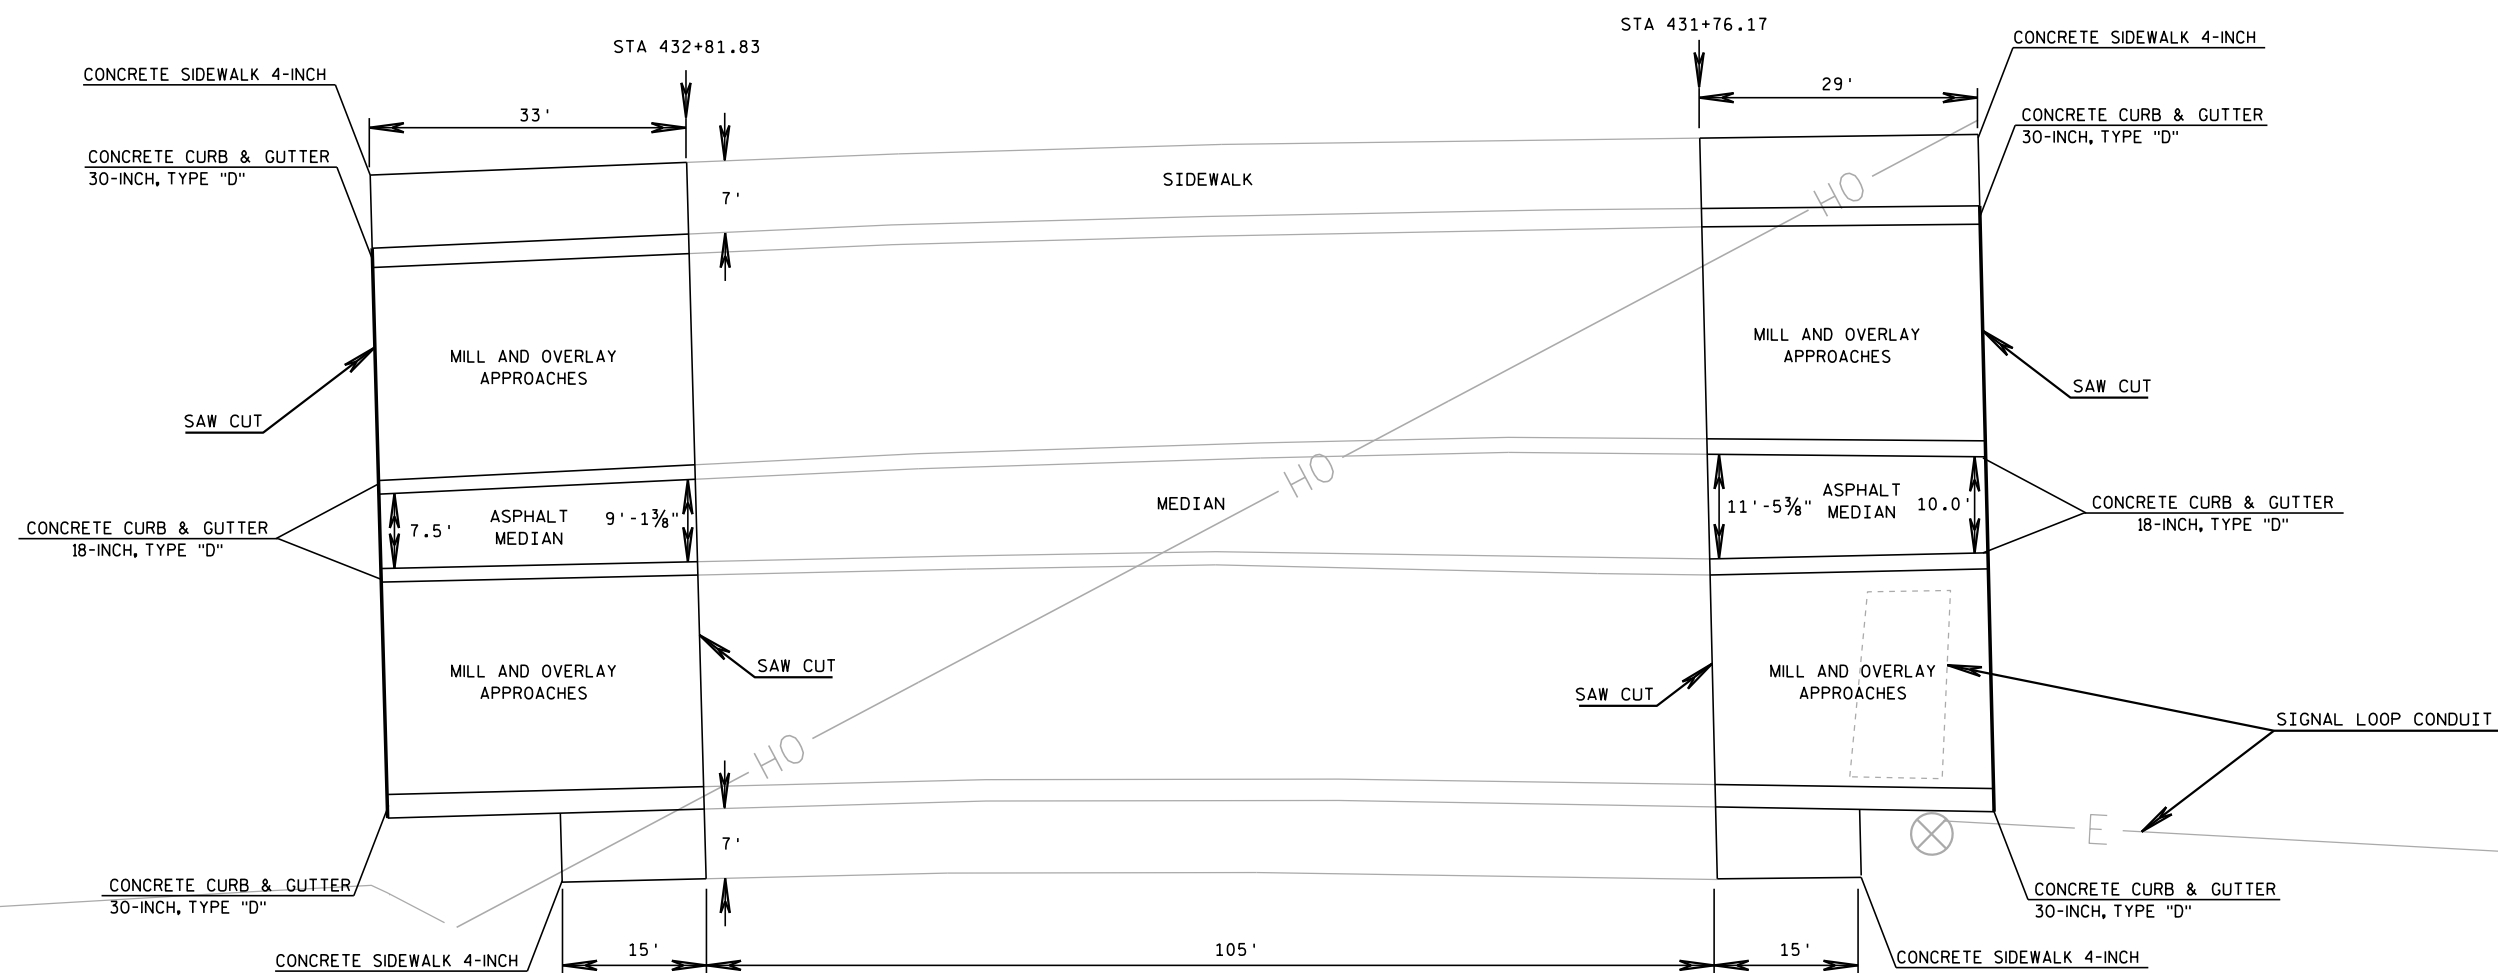 STA 431+76.17
CONCRETE SIDEWALK 4-INCH
STA 432+81.83
CONCRETE SIDEWALK 4-INCH
29'
33'
CONCRETE CURB & GUTTER
30-INCH, TYPE "D"
CONCRETE CURB & GUTTER
30-INCH, TYPE "D"
SIDEWALK
7'
HO
MILL AND OVERLAY
APPROACHES
MILL AND OVERLAY
APPROACHES
SAW CUT
SAW CUT
HO
CONCRETE CURB & GUTTER
18-INCH, TYPE "D"
7.5'
ASPHALT
MEDIAN
9'-1 3/8"
MEDIAN
11'-5 3/8"
ASPHALT
MEDIAN
10.0'
CONCRETE CURB & GUTTER
18-INCH, TYPE "D"
MILL AND OVERLAY
APPROACHES
SAW CUT
SAW CUT
MILL AND OVERLAY
APPROACHES
SIGNAL LOOP CONDUIT
HO
E
7'
CONCRETE CURB & GUTTER
30-INCH, TYPE "D"
CONCRETE CURB & GUTTER
30-INCH, TYPE "D"
CONCRETE SIDEWALK 4-INCH
15'
105'
15'
CONCRETE SIDEWALK 4-INCH